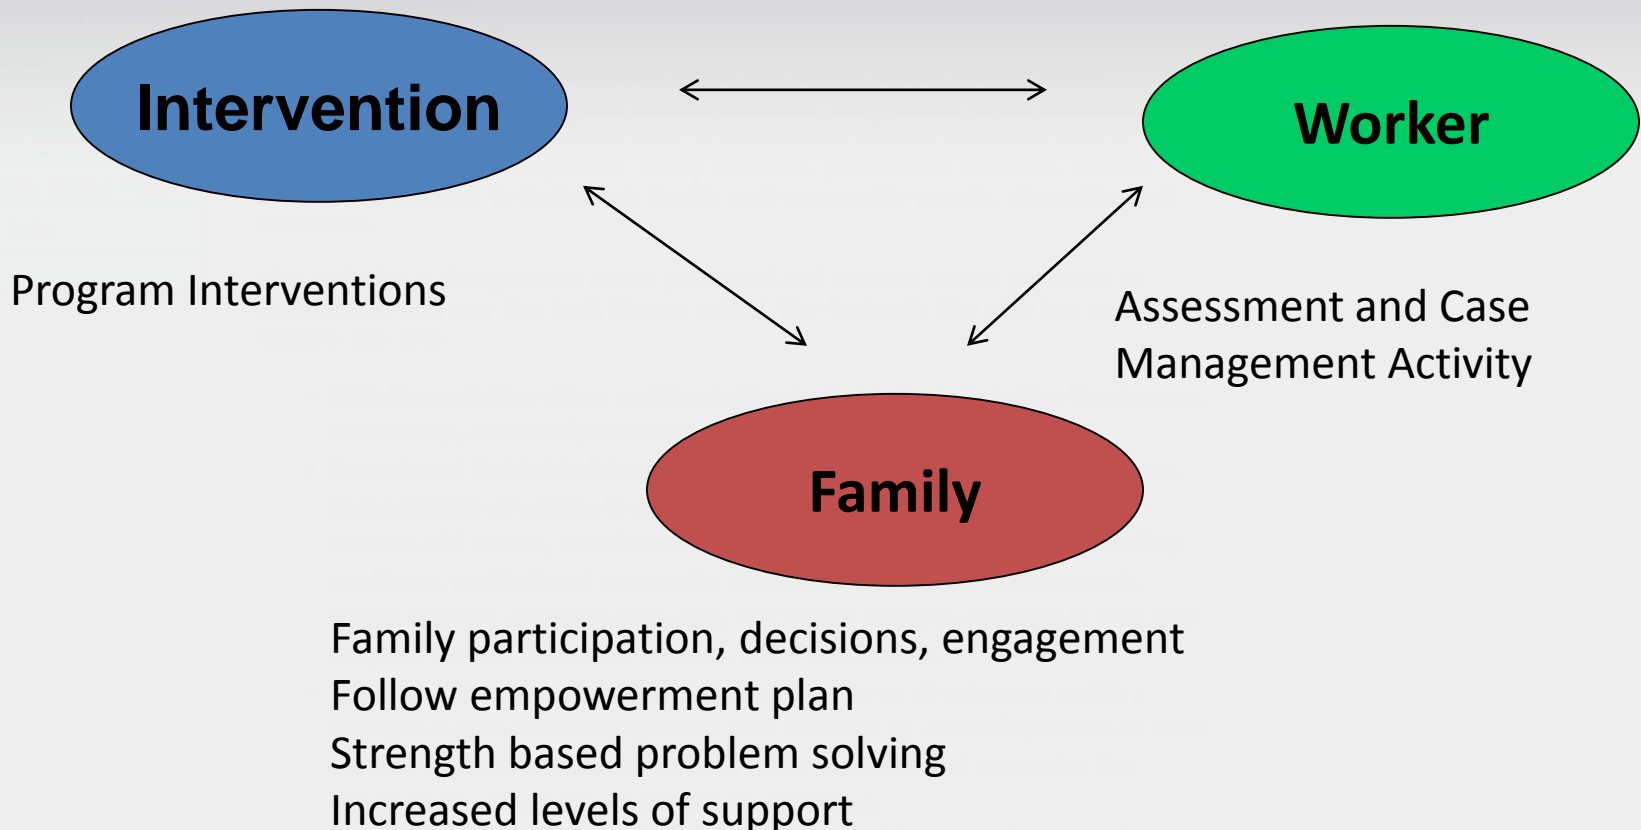 Intervention
Worker
Program Interventions
Assessment and Case
Management Activity
Family
Family participation, decisions, engagement
Follow empowerment plan
Strength based problem solving
Increased levels of support